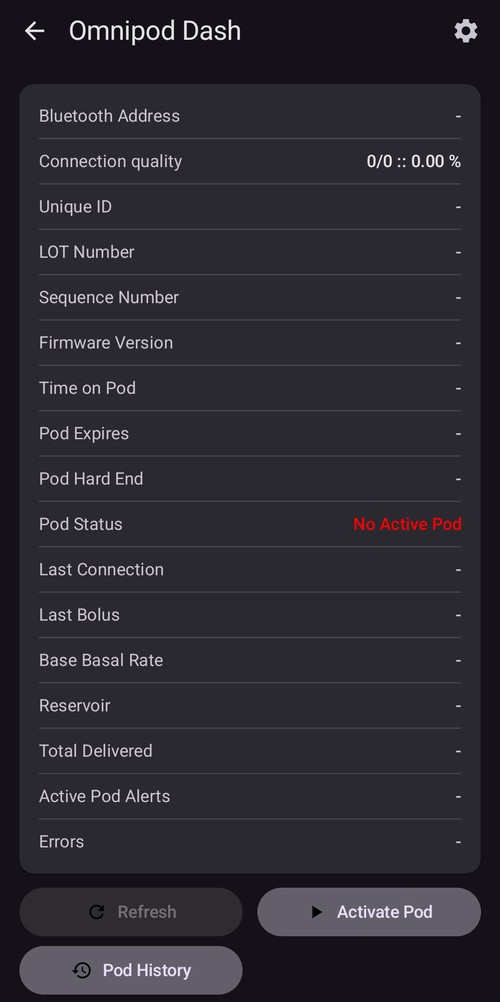 Omnipod Dash
Bluetooth Address -
Connection quality 0/0 :: 0.00 %
Unique ID -
LOT Number -
Sequence Number -
Firmware Version -
Time on Pod -
Pod Expires -
Pod Hard End -
Pod Status No Active Pod
Last Connection -
Last Bolus -
Base Basal Rate -
Reservoir -
Total Delivered -
Active Pod Alerts -
Errors -
Refresh Activate Pod
Pod History